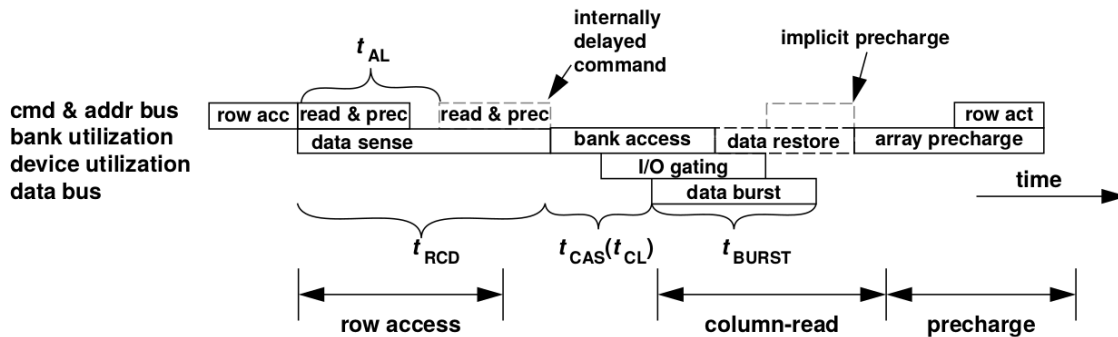 internally
delayed
command
implicit precharge
t AL
cmd & addr bus
row acc
read & prec
read & prec
row act
bank utilization
data sense
bank access
data restore
array precharge
device utilization
I/O gating
data bus
data burst
time
t RCD
t CAS(t CL)
t BURST
row access
column-read
precharge